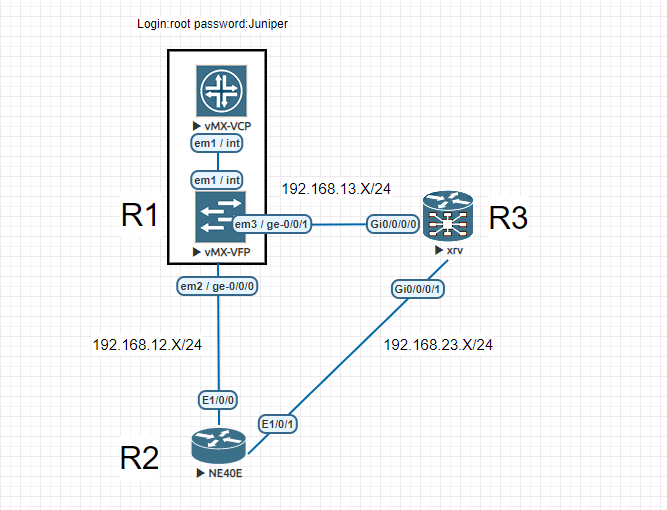 Login:root password:Juniper
vMX-VCP
em1 / int
em1 / int
192.168.13.X/24
R1
em3 / ge-0/0/1
Gi0/0/0/0
R3
vMX-VFP
xrv
em2 / ge-0/0/0
Gi0/0/0/1
192.168.12.X/24
192.168.23.X/24
E1/0/0
E1/0/1
R2
NE40E